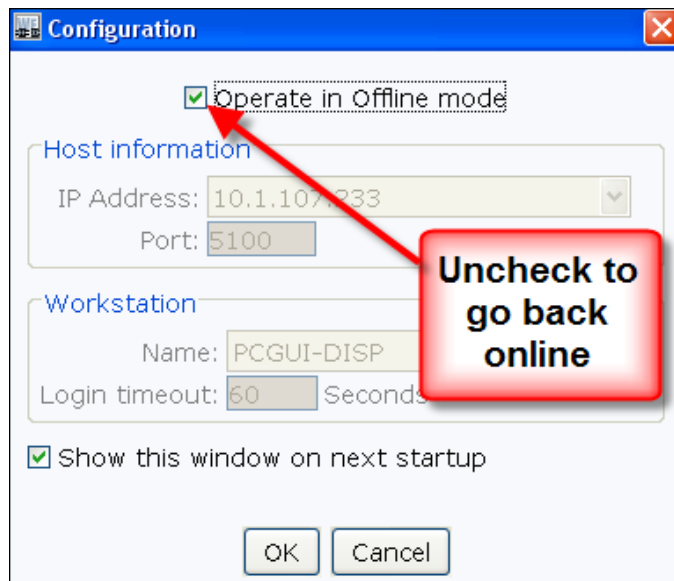 Configuration
Operate in Offline mode
Host information
IP Address: 10.1.107.233
Port: 5100
Uncheck to
go back
online
Workstation
Name: PCGUI-DISP
Login timeout: 60 Seconds
Show this window on next startup
OK Cancel